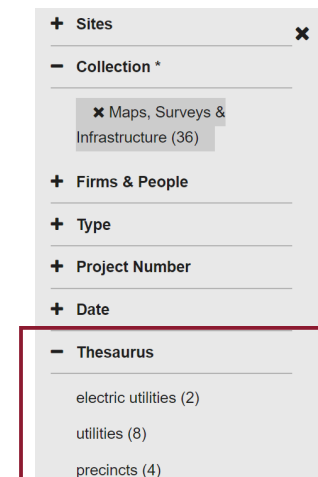 + Sites
− Collection *
✖ Maps, Surveys &
Infrastructure (36)
+ Firms & People
+ Type
+ Project Number
+ Date
− Thesaurus
electric utilities (2)
utilities (8)
precincts (4)